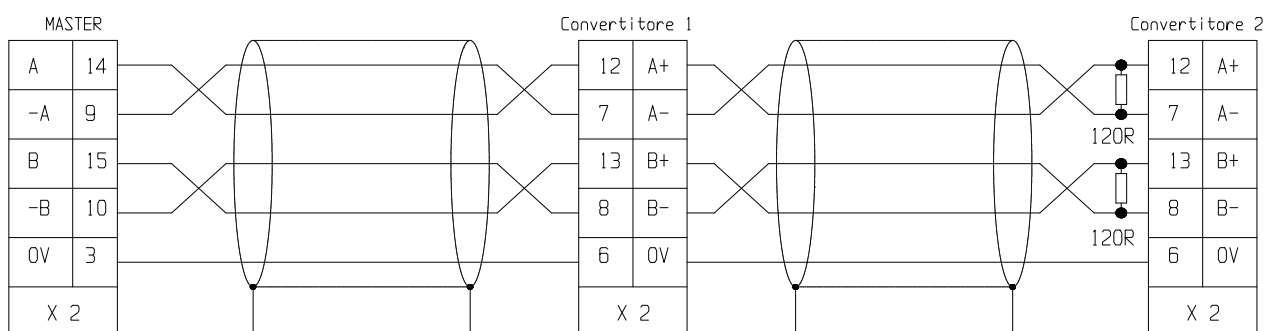 MASTER Convertitore 1 Convertitore 2
A 14 12 A+ 12 A+
-A 9 7 A- 7 A-
120R
B 15 13 B+ 13 B+
-B 10 8 B- 8 B-
120R
0V 3 6 0V 6 0V
X 2 X 2 X 2